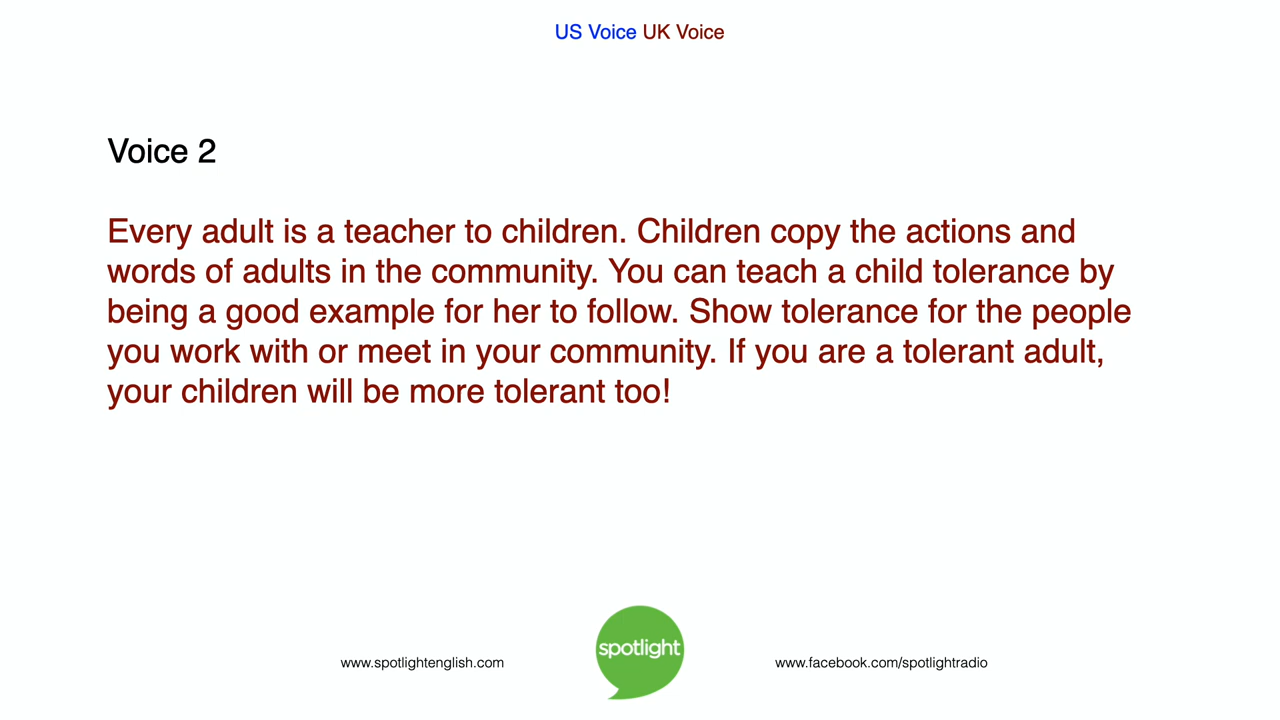 US Voice UK Voice
Voice 2
Every adult is a teacher to children. Children copy the actions and
words of adults in the community. You can teach a child tolerance by
being a good example for her to follow. Show tolerance for the people
you work with or meet in your community. If you are a tolerant adult,
your children will be more tolerant too!
spotlight
www.spotlightenglish.com
www.facebook.com/spotlightradio